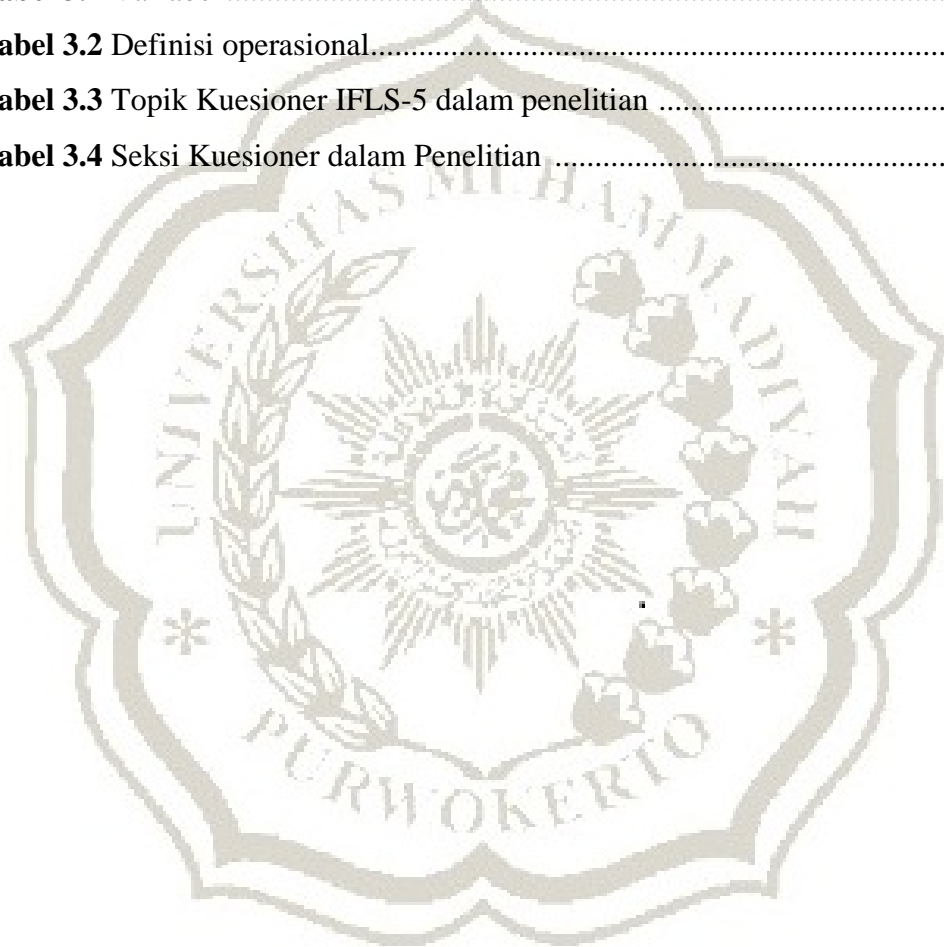 abel 3.2 Definisi operasional...............................................................................
abel 3.3 Topik Kuesioner IFLS-5 dalam penelitian .......................................
abel 3.4 Seksi Kuesioner dalam Penelitian .....................................................
UNIVERSITAS MUHAMMADIYAH
PURWOKERTO